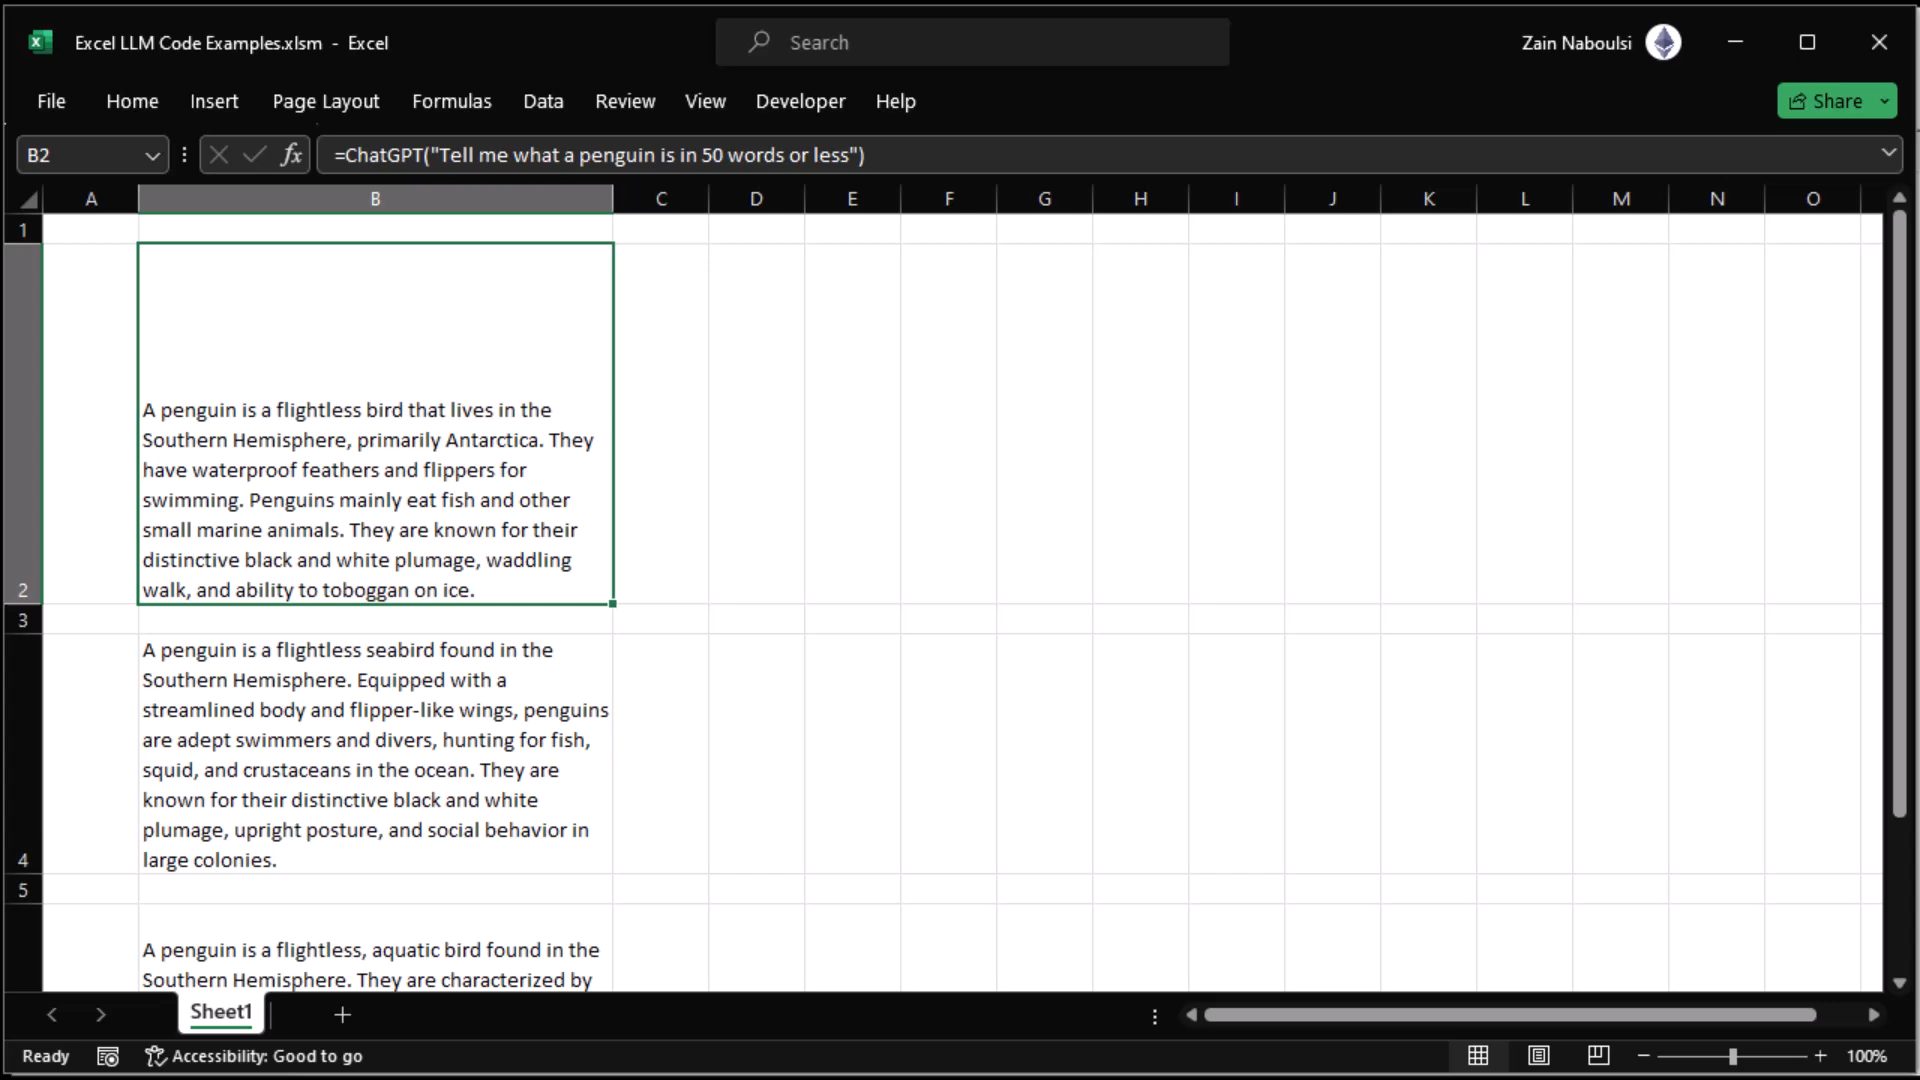 Excel LLM Code Examples.xlsm - Excel
Search
Zain Naboulsi
File Home Insert Page Layout Formulas Data Review View Developer Help
Share
B2
fx
=ChatGPT("Tell me what a penguin is in 50 words or less")
A B C D E F G H I J K L M N O
1
A penguin is a flightless bird that lives in the
Southern Hemisphere, primarily Antarctica. They
have waterproof feathers and flippers for
swimming. Penguins mainly eat fish and other
small marine animals. They are known for their
distinctive black and white plumage, waddling
2 walk, and ability to toboggan on ice.
3
A penguin is a flightless seabird found in the
Southern Hemisphere. Equipped with a
streamlined body and flipper-like wings, penguins
are adept swimmers and divers, hunting for fish,
squid, and crustaceans in the ocean. They are
known for their distinctive black and white
plumage, upright posture, and social behavior in
4 large colonies.
5
A penguin is a flightless, aquatic bird found in the
Southern Hemisphere. They are characterized by
Sheet1
Ready
Accessibility: Good to go
100%